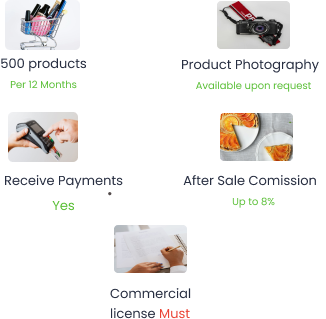 500 products
Per 12 Months
Product Photography
Available upon request
Receive Payments
Yes
After Sale Comission
Up to 8%
Commercial
license Must